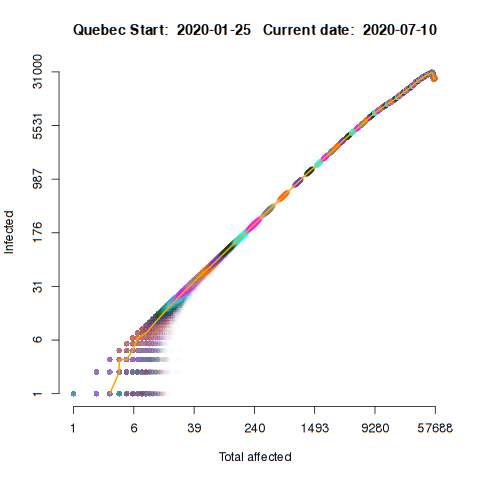 Quebec Start:  2020-01-25   Current date:  2020-07-10
Infected
31000
5531
987
176
31
6
1
1 6 39 240 1493 9280 57688
Total affected